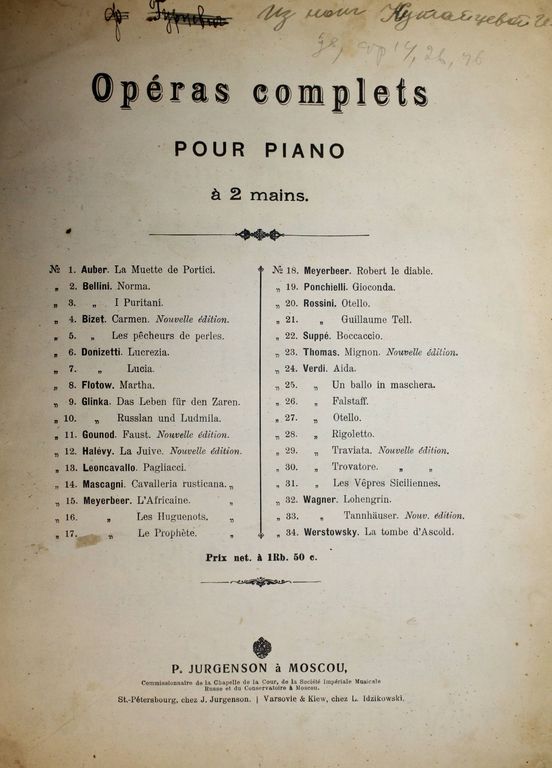 Из нот
Opéras complets
POUR PIANO
à 2 mains.
№ 1. Auber. La Muette de Portici.
„ 2. Bellini. Norma.
„ 3. „ I Puritani.
„ 4. Bizet. Carmen. Nouvelle édition.
„ 5. „ Les pêcheurs de perles.
„ 6. Donizetti. Lucrezia.
„ 7. „ Lucia.
„ 8. Flotow. Martha.
„ 9. Glinka. Das Leben für den Zaren.
„ 10. „ Russlan und Ludmila.
„ 11. Gounod. Faust. Nouvelle édition.
„ 12. Halévy. La Juive. Nouvelle édition.
„ 13. Leoncavallo. Pagliacci.
„ 14. Mascagni. Cavalleria rusticana. „
„ 15. Meyerbeer. L'Africaine. „
„ 16. „ Les Huguenots. „
„ 17. „ Le Prophète. „
№ 18. Meyerbeer. Robert le diable.
„ 19. Ponchielli. Gioconda.
„ 20. Rossini. Otello.
„ 21. „ Guillaume Tell.
„ 22. Suppé. Boccaccio.
„ 23. Thomas. Mignon. Nouvelle édition.
„ 24. Verdi. Aida.
„ 25. „ Un ballo in maschera.
„ 26. „ Falstaff.
„ 27. „ Otello.
„ 28. „ Rigoletto.
„ 29. „ Traviata. Nouvelle édition.
„ 30. „ Trovatore. „ „
„ 31. „ Les Vépres Siciliennes.
„ 32. Wagner. Lohengrin.
„ 33. „ Tannhäuser. Nouv. édition.
„ 34. Werstowsky. La tombe d'Ascold.
Prix net. à 1Rb. 50 c.
P. JURGENSON à MOSCOU,
Commissionnaire de la Chapelle de la Cour, de la Société Impériale Musicale
Russe et du Conservatoire à Moscou.
St.-Pétersbourg, chez J. Jurgenson. | Varsovie & Kiew, chez L. Idzikowski.